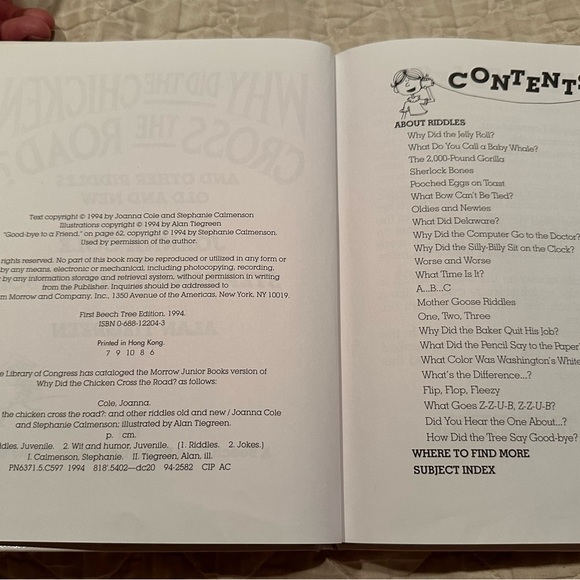 Text copyright © 1994 by Joanna Cole and Stephanie Calmenson
Illustrations copyright © 1994 by Alan Tiegreen
"Good-bye to a Friend," on page 62, copyright © 1994 by Stephanie Calmenson.
Used by permission of the author.
rights reserved. No part of this book may be reproduced or utilized in any form or
by any means, electronic or mechanical, including photocopying, recording,
by any information storage and retrieval system, without permission in writing
from the Publisher. Inquiries should be addressed to
Morrow and Company, Inc., 1350 Avenue of the Americas, New York, NY 10019.
First Beech Tree Edition, 1994.
ISBN 0-688-12204-3
Printed in Hong Kong.
7 9 10 8 6
Library of Congress has cataloged the Morrow Junior Books version of
Why Did the Chicken Cross the Road? as follows:
Cole, Joanna.
the chicken cross the road?: and other riddles old and new / Joanna Cole
and Stephanie Calmenson; illustrated by Alan Tiegreen.
p. cm.
Juvenile. 2. Wit and humor, Juvenile. (1. Riddles. 2. Jokes.)
I. Calmenson, Stephanie. II. Tiegreen, Alan, ill.
PN6371.5.C597 1994 818'.5402—dc20 94-2582 CIP AC
CONTENTS
ABOUT RIDDLES
Why Did the Jelly Roll?
What Do You Call a Baby Whale?
The 2,000-Pound Gorilla
Sherlock Bones
Pooched Eggs on Toast
What Bow Can't Be Tied?
Oldies and Newies
What Did Delaware?
Why Did the Computer Go to the Doctor?
Why Did the Silly-Billy Sit on the Clock?
Worse and Worse
What Time Is It?
A...B...C
Mother Goose Riddles
One, Two, Three
Why Did the Baker Quit His Job?
What Did the Pencil Say to the Paper?
What Color Was Washington's White
What's the Difference...?
Flip, Flop, Fleezy
What Goes Z-Z-U-B, Z-Z-U-B?
Did You Hear the One About...?
How Did the Tree Say Good-bye?
WHERE TO FIND MORE
SUBJECT INDEX